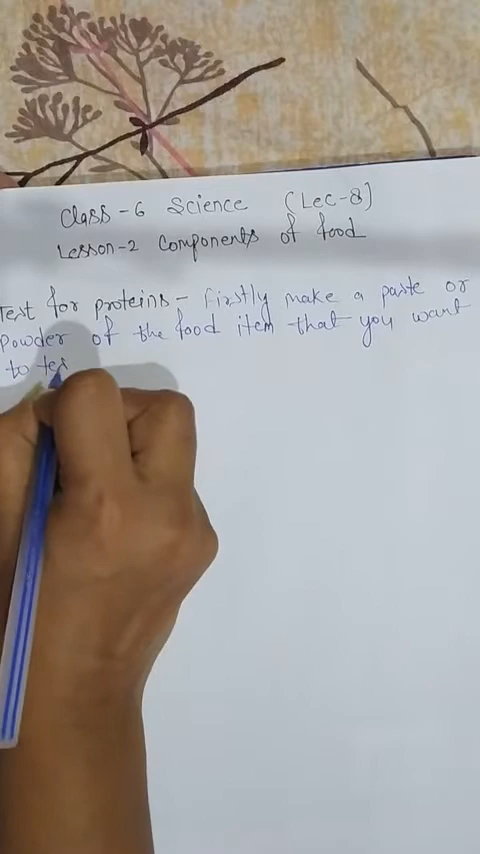 Class - 6 Science (Lec-8)
Lesson-2 Components of food
Test for proteins - Firstly make a paste or
Powder of the food item that you want
to tes